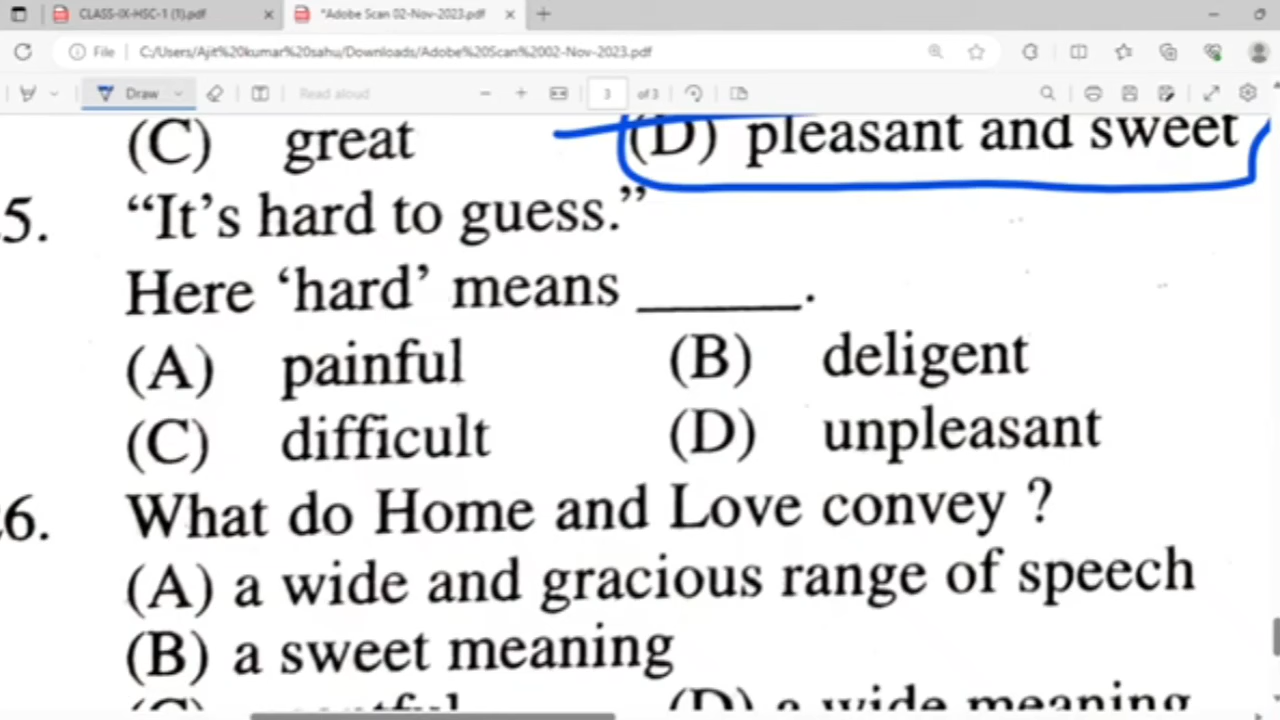 CLASS-IX-HSC-1 (1).pdf
*Adobe Scan 02-Nov-2023.pdf
File C:/Users/Ajit%20kumar%20sahu/Downloads/Adobe%20Scan%2002-Nov-2023.pdf
Draw Read aloud 3 of 3
(C) great (D) pleasant and sweet
5. “It’s hard to guess.”
Here ‘hard’ means ______.
(A) painful (B) deligent
(C) difficult (D) unpleasant
6. What do Home and Love convey ?
(A) a wide and gracious range of speech
(B) a sweet meaning
(D) a wide meaning